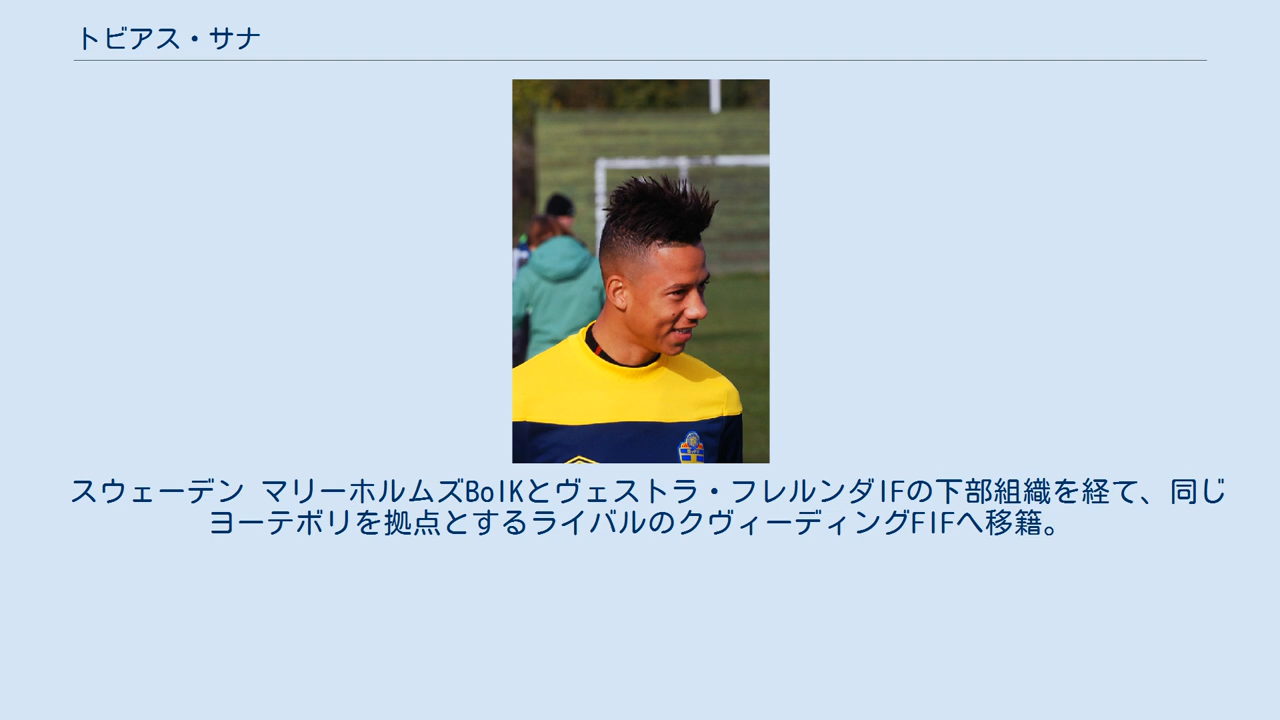 トビアス・サナ
スウェーデン マリーホルムズBoIKとヴェストラ・フレルンダIFの下部組織を経て、同じ
ヨーテボリを拠点とするライバルのクヴィーディングFIFへ移籍。